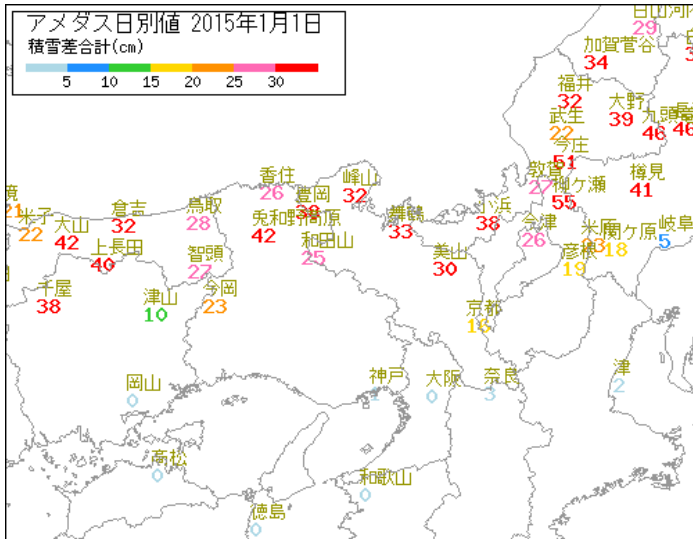 アメダス日別値 2015年1月1日
積雪差合計(cm)
5 10 15 20 25 30
29
加賀菅谷
34
福井
32
大野
39
武生
22
九頭竜
46
46
今庄
51
敦賀
27
柳ヶ瀬
55
樽見
41
香住
26
豊岡
38
峰山
32
境
21
米子
22
大山
42
倉吉
32
鳥取
28
兎和野高原
42
和田山
25
舞鶴
33
小浜
38
今津
26
米原
23
関ヶ原
18
岐阜
5
上長田
40
智頭
27
美山
30
彦根
19
千屋
38
津山
10
今岡
23
京都
16
岡山
0
神戸
1
大阪
0
奈良
3
津
2
高松
0
和歌山
0
徳島
0